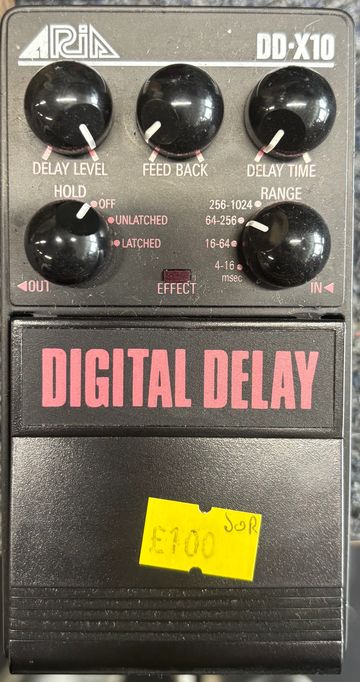 ARIA DD-X10
DELAY LEVEL FEED BACK DELAY TIME
HOLD RANGE
OFF 256-1024
UNLATCHED 64-256
LATCHED 16-64
4-16
msec
◄OUT EFFECT IN◄
DIGITAL DELAY
JOR
£100